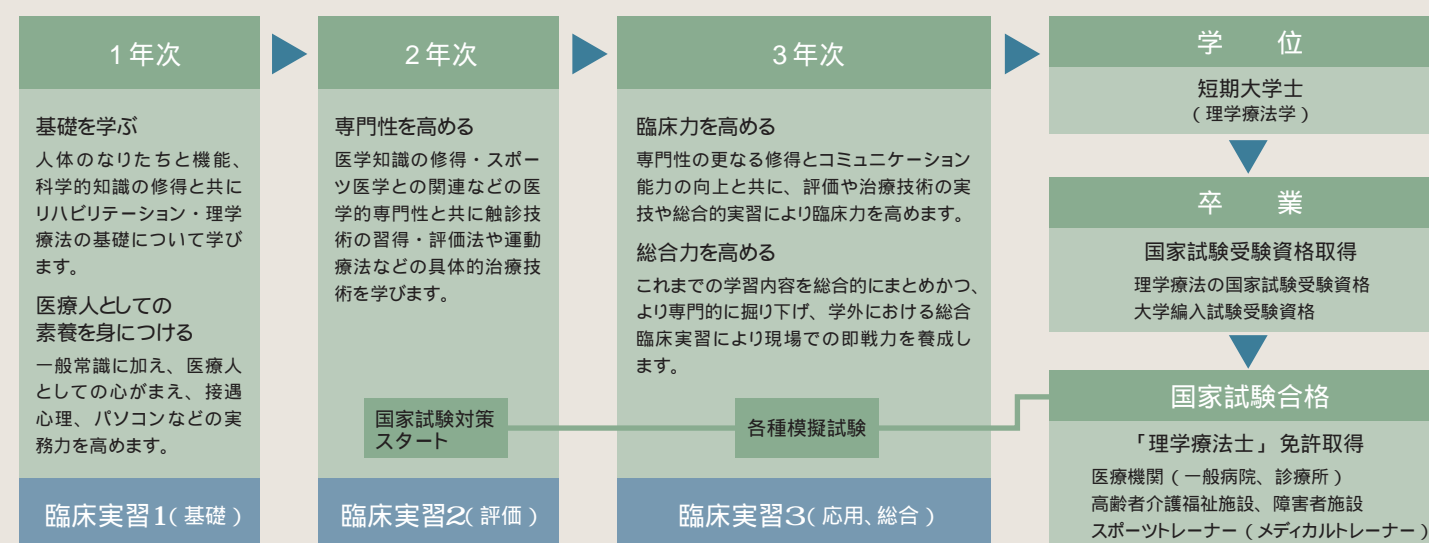 1年次
基礎を学ぶ
人体のなりたちと機能、
科学的知識の修得と共に
リハビリテーション・理学
療法の基礎について学び
ます。
医療人としての
素養を身につける
一般常識に加え、医療人
としての心がまえ、接遇
心理、パソコンなどの実
務力を高めます。
臨床実習1(基礎)
2年次
専門性を高める
医学知識の修得・スポー
ツ医学との関連などの医
学的専門性と共に触診技
術の習得・評価法や運動
療法などの具体的治療技
術を学びます。
国家試験対策
スタート
臨床実習2(評価)
3年次
臨床力を高める
専門性の更なる修得とコミュニケーション
能力の向上と共に、評価や治療技術の実
技や総合的実習により臨床力を高めます。
総合力を高める
これまでの学習内容を総合的にまとめかつ、
より専門的に掘り下げ、学外における総合
臨床実習により現場での即戦力を養成し
ます。
各種模擬試験
臨床実習3(応用、総合)
学 位
短期大学士
(理学療法学)
卒 業
国家試験受験資格取得
理学療法の国家試験受験資格
大学編入試験受験資格
国家試験合格
「理学療法士」免許取得
医療機関(一般病院、診療所)
高齢者介護福祉施設、障害者施設
スポーツトレーナー(メディカルトレーナー)